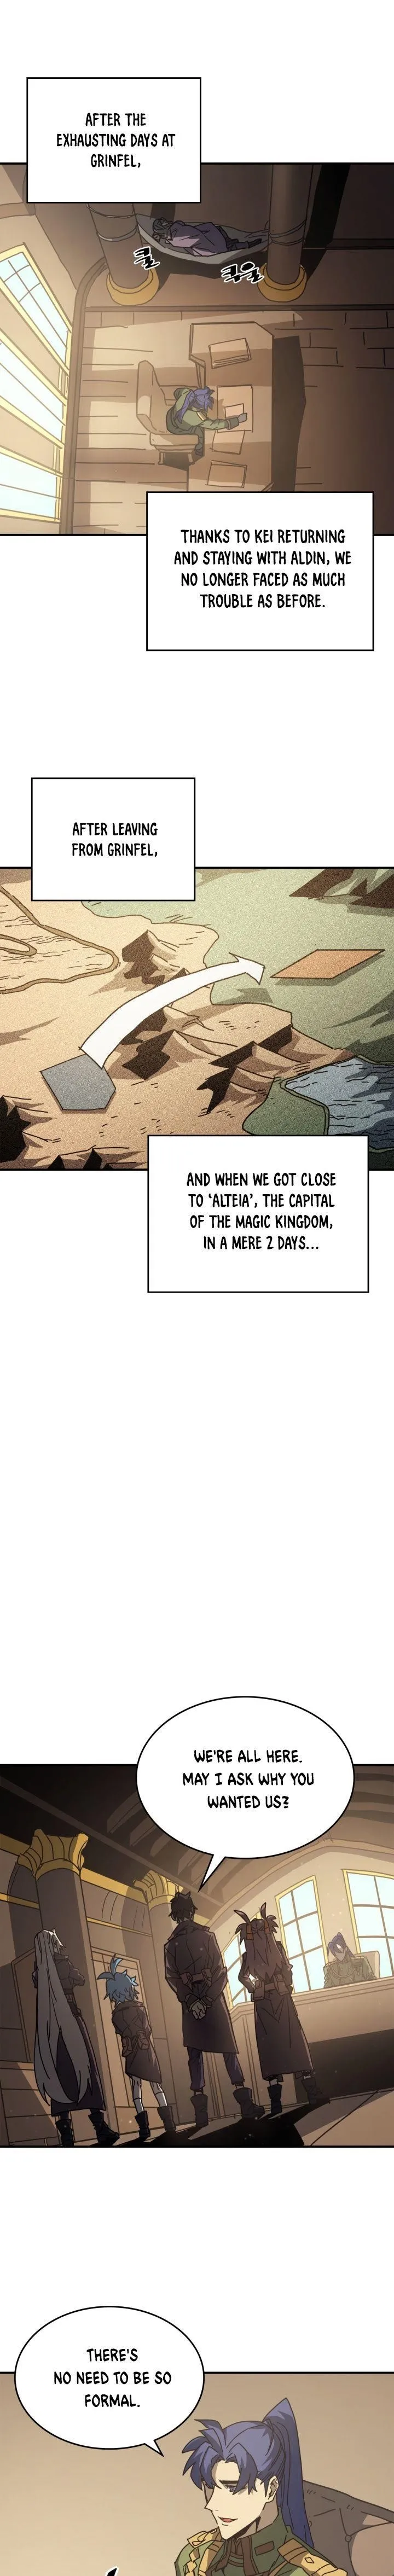 AFTER THE
EXHAUSTING DAYS AT
GRINFEL,
쿨
쿠울
THANKS TO KEI RETURNING
AND STAYING WITH ALDIN, WE
NO LONGER FACED AS MUCH
TROUBLE AS BEFORE.
AFTER LEAVING
FROM GRINFEL,
AND WHEN WE GOT CLOSE
TO ‘ALTEIA’, THE CAPITAL
OF THE MAGIC KINGDOM,
IN A MERE 2 DAYS...
WE'RE ALL HERE.
MAY I ASK WHY YOU
WANTED US?
THERE'S
NO NEED TO BE SO
FORMAL.